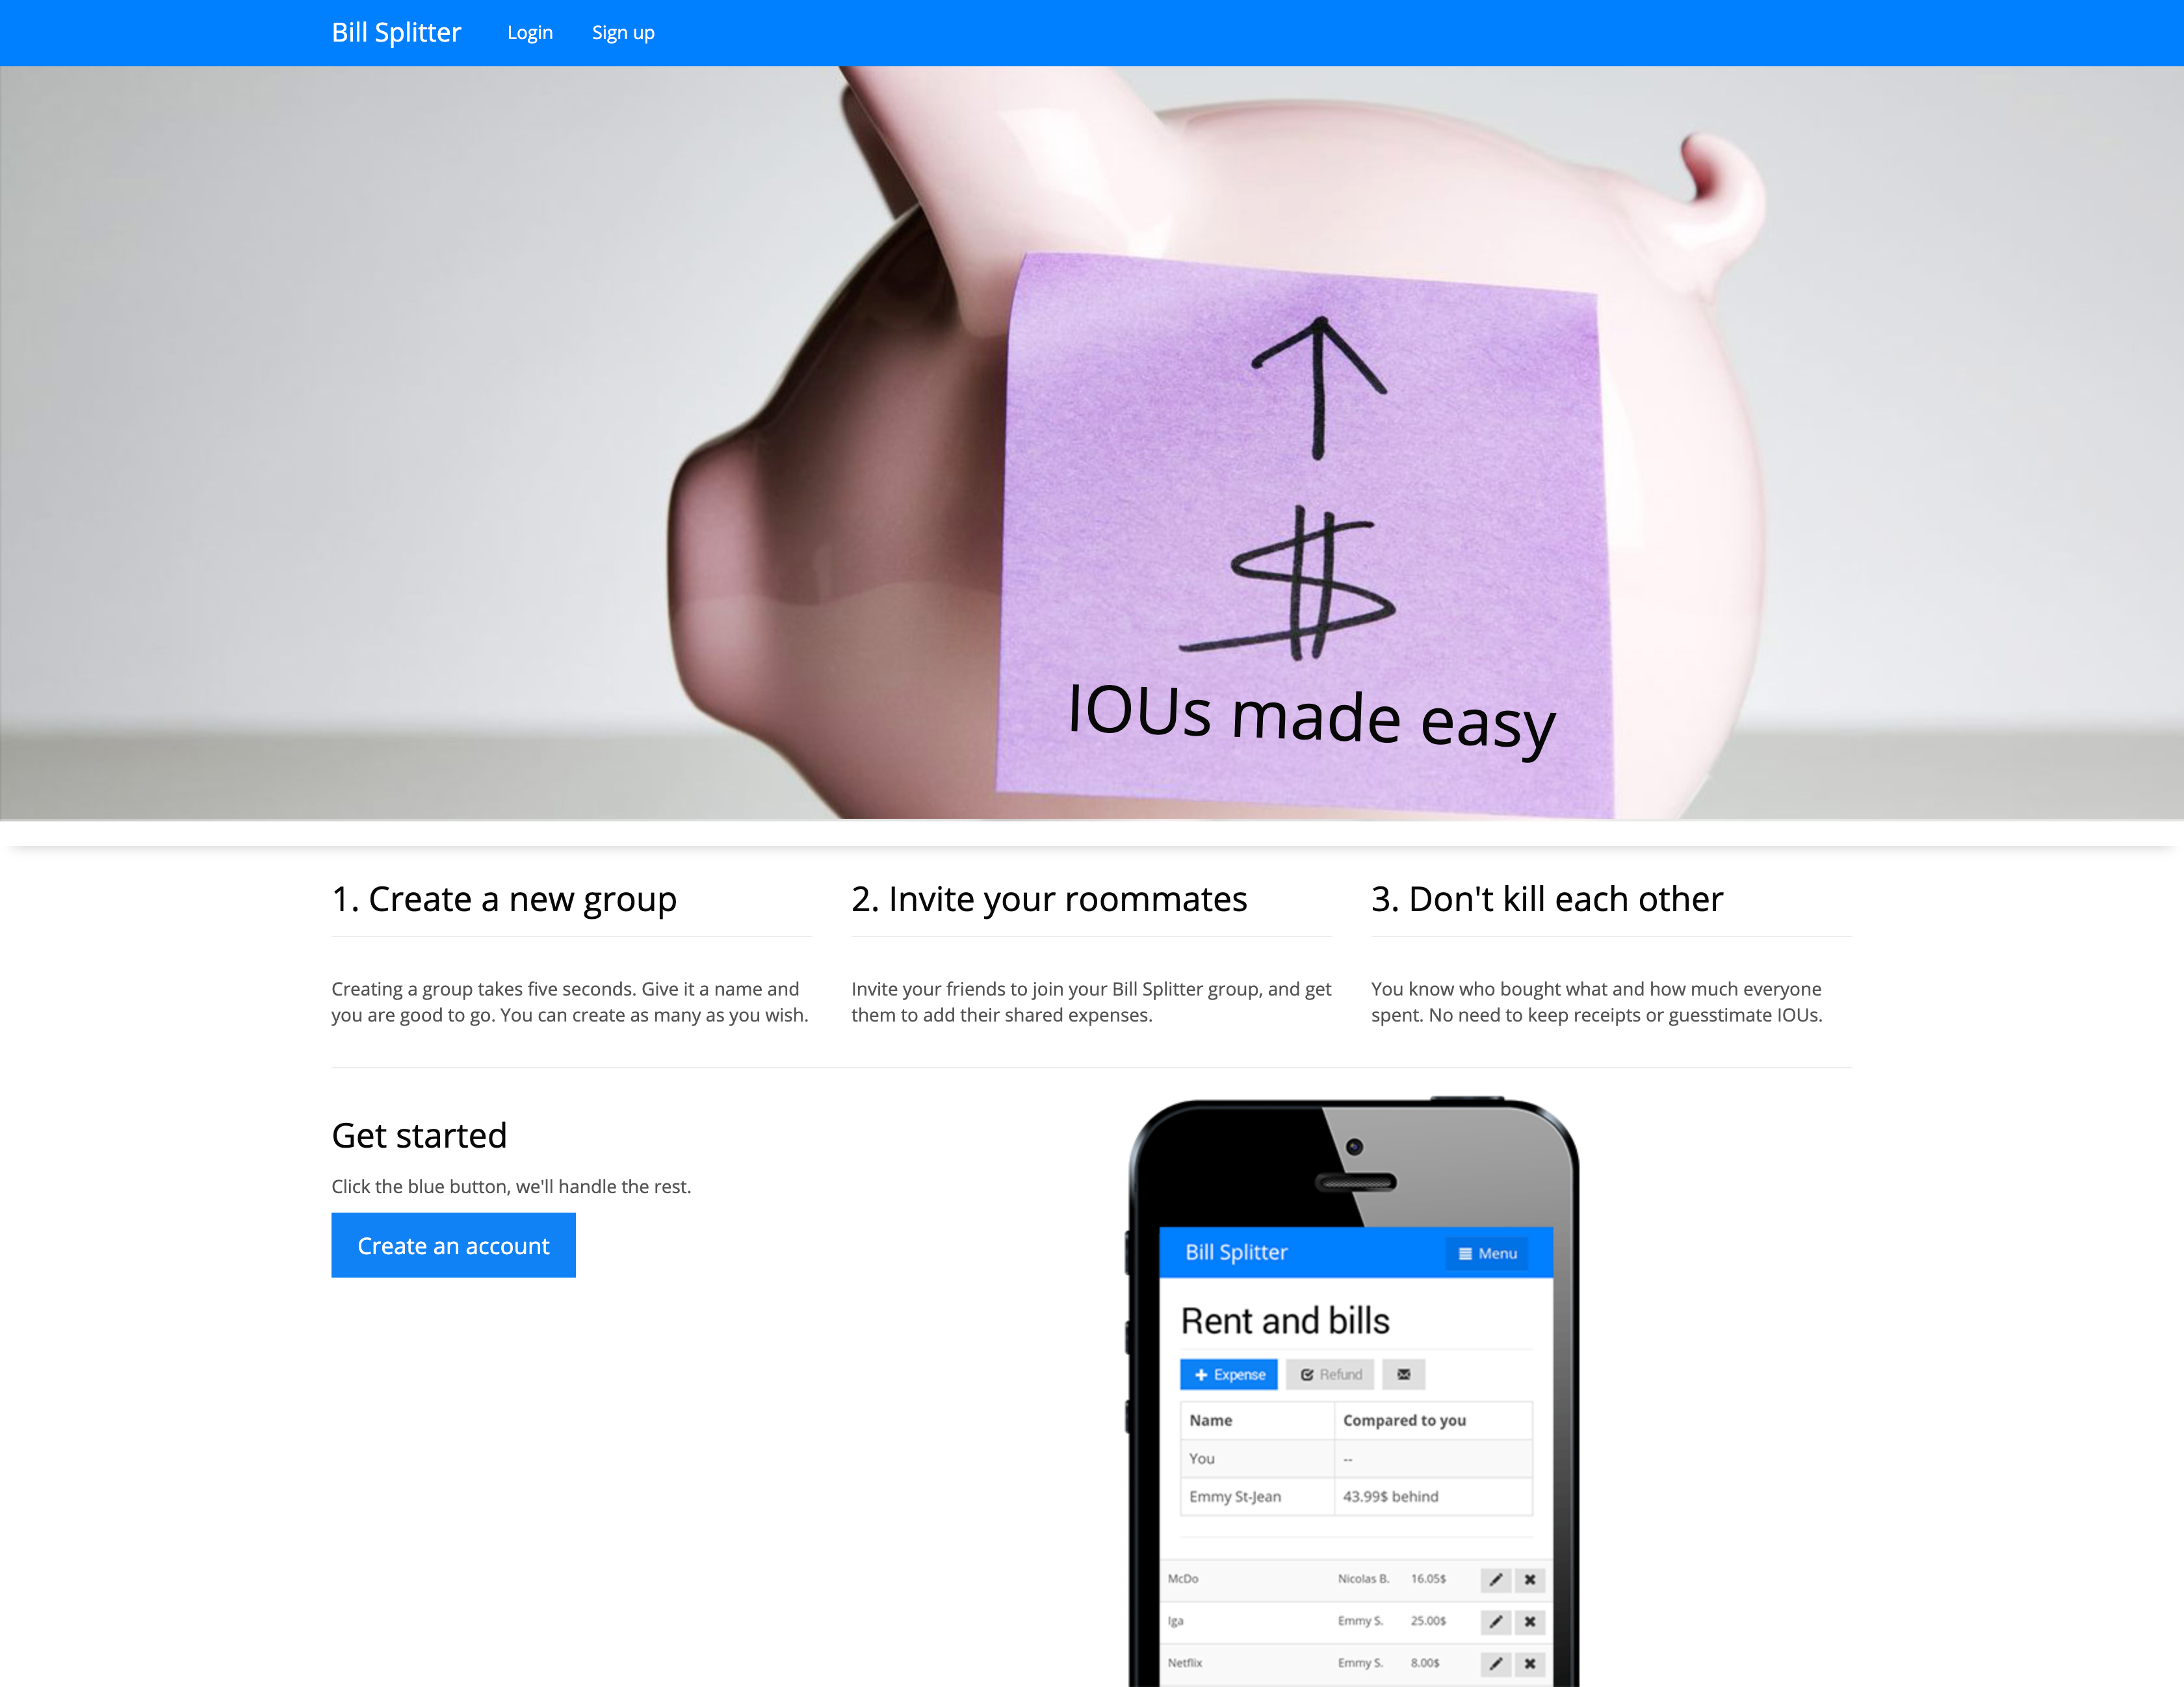 Bill Splitter Login Sign up
$
IOUs made easy
1. Create a new group
Creating a group takes five seconds. Give it a name and
you are good to go. You can create as many as you wish.
2. Invite your roommates
Invite your friends to join your Bill Splitter group, and get
them to add their shared expenses.
3. Don't kill each other
You know who bought what and how much everyone
spent. No need to keep receipts or guesstimate IOUs.
Get started
Click the blue button, we'll handle the rest.
Create an account
Bill Splitter Menu
Rent and bills
Expense Refund
Name Compared to you
You --
Emmy St-Jean 43.99$ behind
McDo Nicolas B. 16.05$
Iga Emmy S. 25.00$
Netflix Emmy S. 8.00$